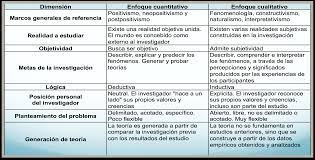 Dimensión
Enfoque cuantitativo
Enfoque cualitativo
Marcos generales de referencia
Positivismo, neopositivismo y
postpositivismo
Fenomenología, constructivismo,
naturalismo, interpretativismo
Realidad a estudiar
Existe una realidad objetiva única.
El mundo es concebido como
externo al investigador
Existen varias realidades subjetivas
construidas en la investigación
Objetividad
Busca ser objetivo
Admite subjetividad
Metas de la investigación
Describir, explicar y predecir los
fenómenos. Generar y probar
teorías
Describir, comprender e interpretar
los fenómenos, a través de las
percepciones y significados
producidos por las experiencias de
los participantes
Lógica
Deductiva
Inductiva
Posición personal
del investigador
Neutral. El investigador "hace a un
lado" sus propios valores y
creencias
Explícita. El investigador reconoce
sus propios valores y creencias,
incluso son parte del estudio
Planteamiento del problema
Delimitado, acotado, específico.
Poco flexible
Abierto, libre, no es delimitado o
acotado. Muy flexible
Generación de teoría
La teoría es generada a partir de
comparar la investigación previa
con los resultados del estudio
La teoría no se fundamenta en
estudios anteriores, sino que se
construye a partir de los datos
empíricos obtenidos y analizados